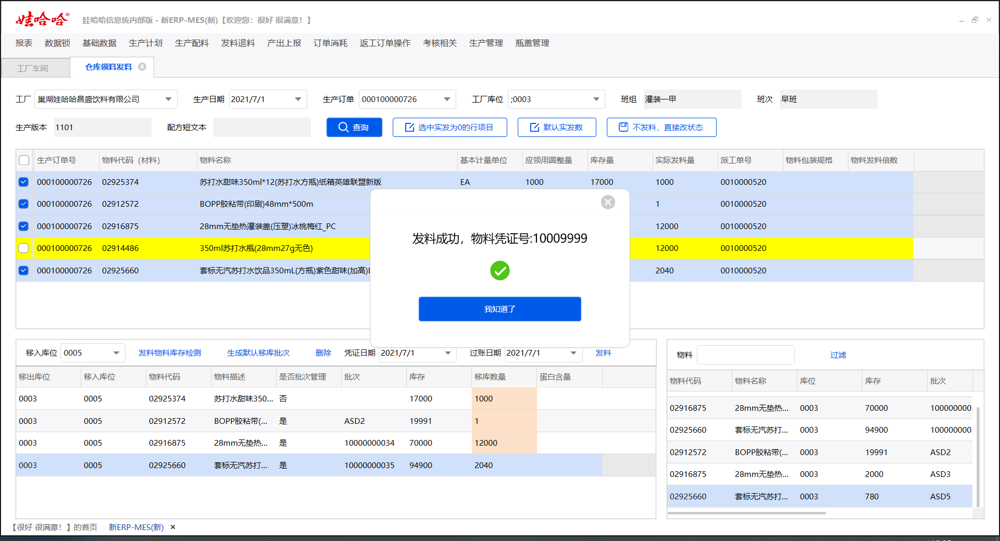 娃哈哈®
娃哈哈信息统内部版 - 新ERP-MES(新)【欢迎您：很好 很满意！】
报表 数据锁 基础数据 生产计划 生产配料 发料退料 产出上报 订单消耗 返工订单操作 考核相关 生产管理 瓶盖管理
工厂车间 仓库领料发料
工厂 巢湖娃哈哈昌盛饮料有限公司 生产日期 2021/7/1 生产订单 000100000726 工厂库位 ;0003 班组 灌装一甲 班次 早班
生产版本 1101 配方短文本 查询 选中实发为0的行项目 默认实发数 不发料，直接改状态
生产订单号 物料代码（材料） 物料名称 基本计量单位 应领用圆整量 库存量 实际发料量 派工单号 物料包装规格 物料发料倍数
000100000726 02925374 苏打水甜味350ml*12(苏打水方瓶)纸箱英雄联盟新版 EA 1000 17000 1000 0010000520
000100000726 02912572 BOPP胶粘带(印刷)48mm*500m 1 0010000520
000100000726 02916875 28mm无垫热灌装盖(压塑)冰桃梅红_PC 12000 0010000520
000100000726 02914486 350ml苏打水瓶(28mm27g无色) 12000 0010000520
000100000726 02925660 套标无汽苏打水饮品350mL(方瓶)紫色甜味(加高) 2040 0010000520
发料成功，物料凭证号:10009999
我知道了
移入库位 0005 发料物料库存检测 生成默认移库批次 删除 凭证日期 2021/7/1 过账日期 2021/7/1 发料
移出库位 移入库位 物料代码 物料描述 是否批次管理 批次 库存 移库数量 蛋白含量
0003 0005 02925374 苏打水甜味350... 否 17000 1000
0003 0005 02912572 BOPP胶粘带(... 是 ASD2 19991 1
0003 0005 02916875 28mm无垫热... 是 10000000034 70000 12000
0003 0005 02925660 套标无汽苏打... 是 10000000035 94900 2040
物料 过滤
物料代码 物料名称 库位 库存 批次
02916875 28mm无垫热... 0003 70000 100000000
02925660 套标无汽苏打... 0003 94900 100000000
02912572 BOPP胶粘带(... 0003 19991 ASD2
02916875 28mm无垫热... 0003 2000 ASD3
02925660 套标无汽苏打... 0003 780 ASD5
【很好 很满意！】的首页 新ERP-MES(新)